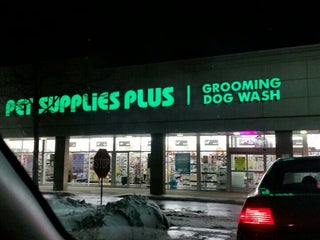 PET SUPPLIES PLUS
GROOMING
DOG WASH